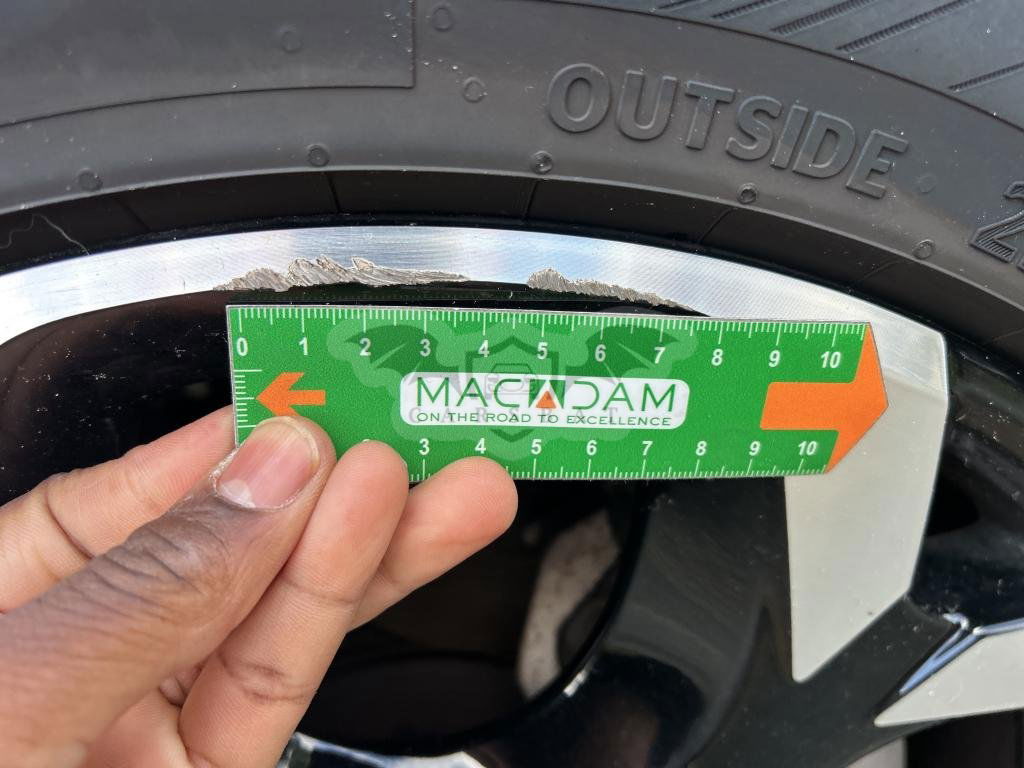 OUTSIDE
0 1 2 3 4 5 6 7 8 9 10
MACADAM
ON THE ROAD TO EXCELLENCE
CARPAT
3 4 5 6 7 8 9 10